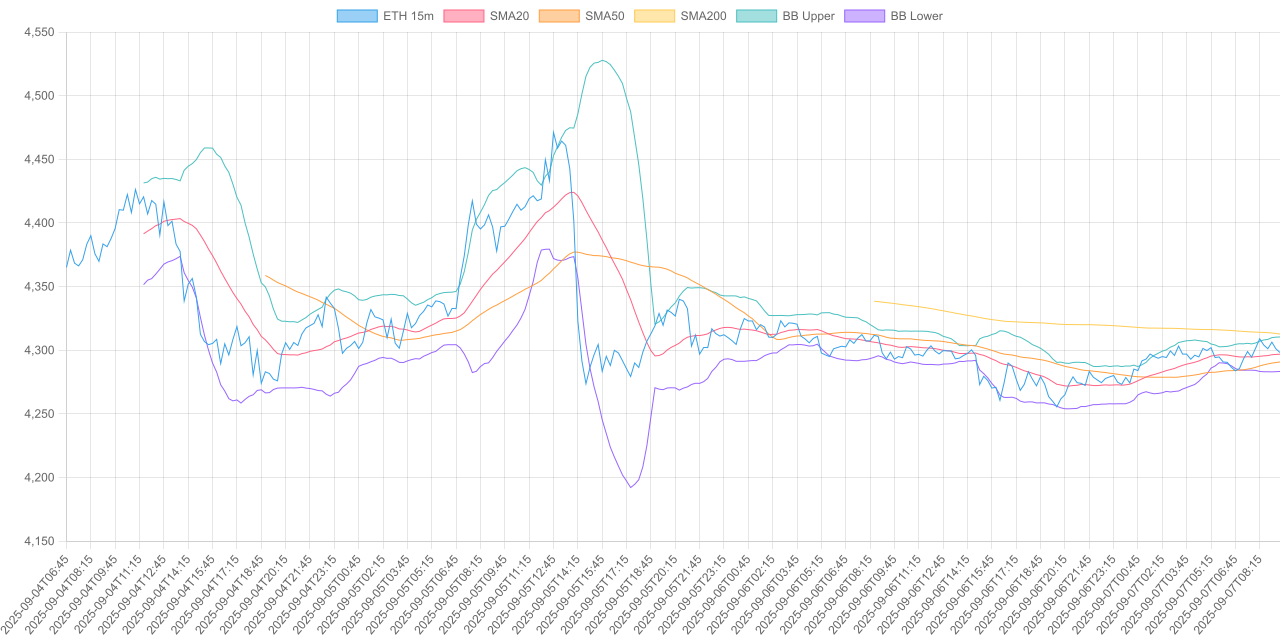 ETH 15m SMA20 SMA50 SMA200 BB Upper BB Lower
4,550
4,500
4,450
4,400
4,350
4,300
4,250
4,200
4,150
2025-09-04T06:45
2025-09-04T08:15
2025-09-04T09:45
2025-09-04T11:15
2025-09-04T12:45
2025-09-04T14:15
2025-09-04T15:45
2025-09-04T17:15
2025-09-04T18:45
2025-09-04T20:15
2025-09-04T21:45
2025-09-04T23:15
2025-09-05T00:45
2025-09-05T02:15
2025-09-05T03:45
2025-09-05T05:15
2025-09-05T06:45
2025-09-05T08:15
2025-09-05T09:45
2025-09-05T11:15
2025-09-05T12:45
2025-09-05T14:15
2025-09-05T15:45
2025-09-05T17:15
2025-09-05T18:45
2025-09-05T20:15
2025-09-05T21:45
2025-09-05T23:15
2025-09-06T00:45
2025-09-06T02:15
2025-09-06T03:45
2025-09-06T05:15
2025-09-06T06:45
2025-09-06T08:15
2025-09-06T09:45
2025-09-06T11:15
2025-09-06T12:45
2025-09-06T14:15
2025-09-06T15:45
2025-09-06T17:15
2025-09-06T18:45
2025-09-06T20:15
2025-09-06T21:45
2025-09-06T23:15
2025-09-07T00:45
2025-09-07T02:15
2025-09-07T03:45
2025-09-07T05:15
2025-09-07T06:45
2025-09-07T08:15